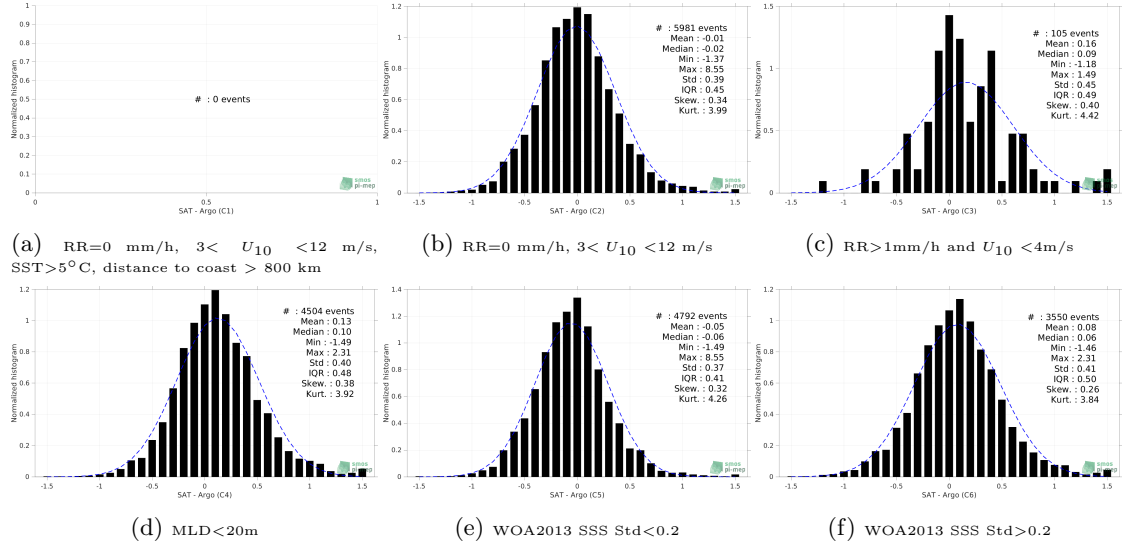 1
0.9
0.8
0.7
0.6
0.5
0.4
0.3
0.2
0.1
0
Normalized histogram
# : 0 events
smos
pi-mep
0 0.5 1
SAT - Argo (C1)
(a) RR=0 mm/h, 3< U10 <12 m/s,
SST>5°C, distance to coast > 800 km
1.2
1
0.8
0.6
0.4
0.2
0
Normalized histogram
# : 5981 events
Mean : -0.01
Median : -0.02
Min : -1.37
Max : 8.55
Std : 0.39
IQR : 0.45
Skew. : 0.34
Kurt. : 3.99
smos
pi-mep
-1.5 -1 -0.5 0 0.5 1 1.5
SAT - Argo (C2)
(b) RR=0 mm/h, 3< U10 <12 m/s
1.5
1
0.5
0
Normalized histogram
# : 105 events
Mean : 0.16
Median : 0.09
Min : -1.18
Max : 1.49
Std : 0.45
IQR : 0.49
Skew. : 0.40
Kurt. : 4.42
smos
pi-mep
-1.5 -1 -0.5 0 0.5 1 1.5
SAT - Argo (C3)
(c) RR>1mm/h and U10 <4m/s
1.2
1
0.8
0.6
0.4
0.2
0
Normalized histogram
# : 4504 events
Mean : 0.13
Median : 0.10
Min : -1.49
Max : 2.31
Std : 0.40
IQR : 0.48
Skew. : 0.38
Kurt. : 3.92
smos
pi-mep
-1.5 -1 -0.5 0 0.5 1 1.5
SAT - Argo (C4)
(d) MLD<20m
1.4
1.2
1
0.8
0.6
0.4
0.2
0
Normalized histogram
# : 4792 events
Mean : -0.05
Median : -0.06
Min : -1.49
Max : 8.55
Std : 0.37
IQR : 0.41
Skew. : 0.32
Kurt. : 4.26
smos
pi-mep
-1.5 -1 -0.5 0 0.5 1 1.5
SAT - Argo (C5)
(e) WOA2013 SSS Std<0.2
1.2
1
0.8
0.6
0.4
0.2
0
Normalized histogram
# : 3550 events
Mean : 0.08
Median : 0.06
Min : -1.46
Max : 2.31
Std : 0.41
IQR : 0.50
Skew. : 0.26
Kurt. : 3.84
smos
pi-mep
-1.5 -1 -0.5 0 0.5 1 1.5
SAT - Argo (C6)
(f) WOA2013 SSS Std>0.2